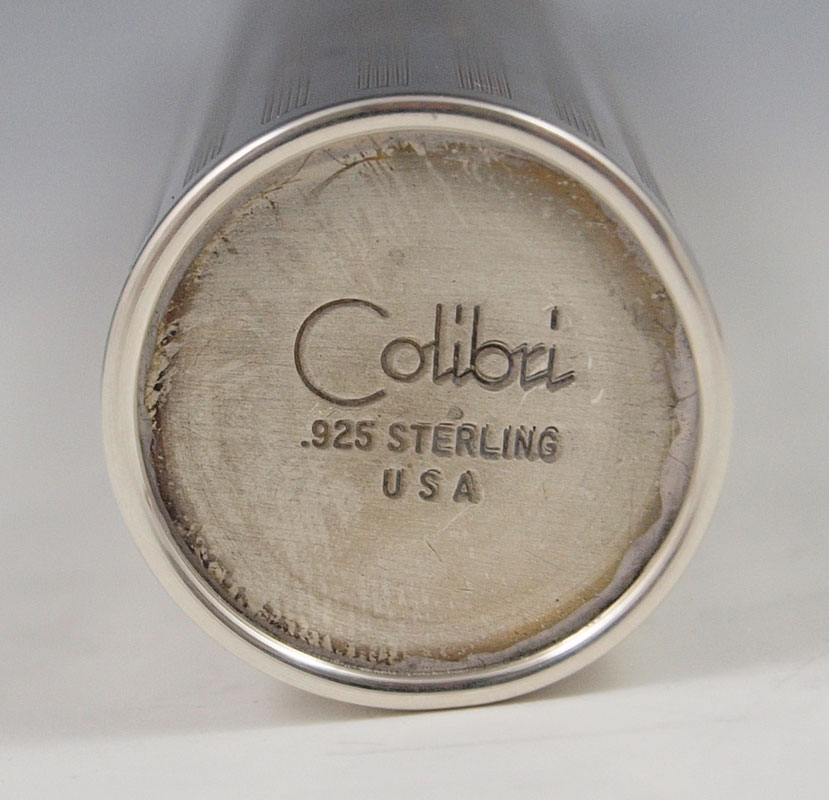 Colibri
.925 STERLING
USA